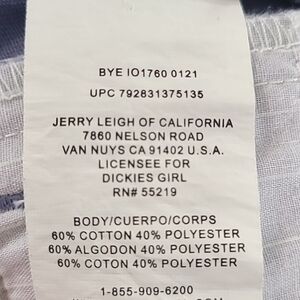 BYE IO1760 0121
UPC 792831375135
JERRY LEIGH OF CALIFORNIA
7860 NELSON ROAD
VAN NUYS CA 91402 U.S.A.
LICENSEE FOR
DICKIES GIRL
RN# 55219
BODY/CUERPO/CORPS
60% COTTON 40% POLYESTER
60% ALGODON 40% POLYESTER
60% COTON 40% POLYESTER
1-855-909-6200